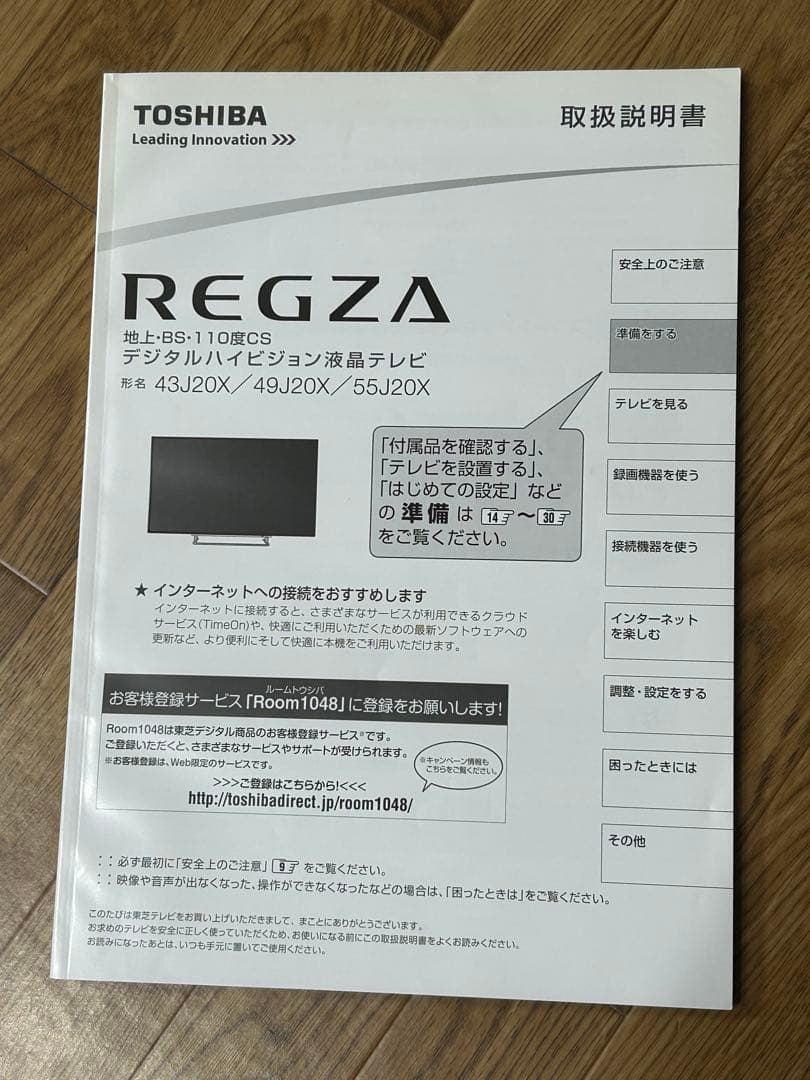 TOSHIBA
Leading Innovation >>>
取扱説明書
REGZA
地上・BS・110度CS
デジタルハイビジョン液晶テレビ
形名 43J20X／49J20X／55J20X
安全上のご注意
準備をする
テレビを見る
録画機器を使う
接続機器を使う
インターネット
を楽しむ
調整・設定をする
困ったときには
その他
「付属品を確認する」、
「テレビを設置する」、
「はじめての設定」など
の 準備 は 14 ～ 30
をご覧ください。
★ インターネットへの接続をおすすめします
インターネットに接続すると、さまざまなサービスが利用できるクラウド
サービス(TimeOn)や、快適にご利用いただくための最新ソフトウェアへの
更新など、より便利にそして快適に本機をご利用いただけます。
ルームトウシバ
お客様登録サービス「Room1048」に登録をお願いします!
Room1048は東芝デジタル商品のお客様登録サービス※です。
ご登録いただくと、さまざまなサービスやサポートが受けられます。
※お客様登録は、Web限定のサービスです。
※キャンペーン情報も
こちらをご覧ください。
>>>ご登録はこちらから!<<<
http://toshibadirect.jp/room1048/
：：必ず最初に「安全上のご注意」 9 をご覧ください。
：：映像や音声が出なくなった、操作ができなくなったなどの場合は、「困ったときは」をご覧ください。
このたびは東芝テレビをお買い上げいただきまして、まことにありがとうございます。
お求めのテレビを安全に正しく使っていただくため、お使いになる前にこの取扱説明書をよくお読みください。
お読みになったあとは、いつも手元に置いてご使用ください。